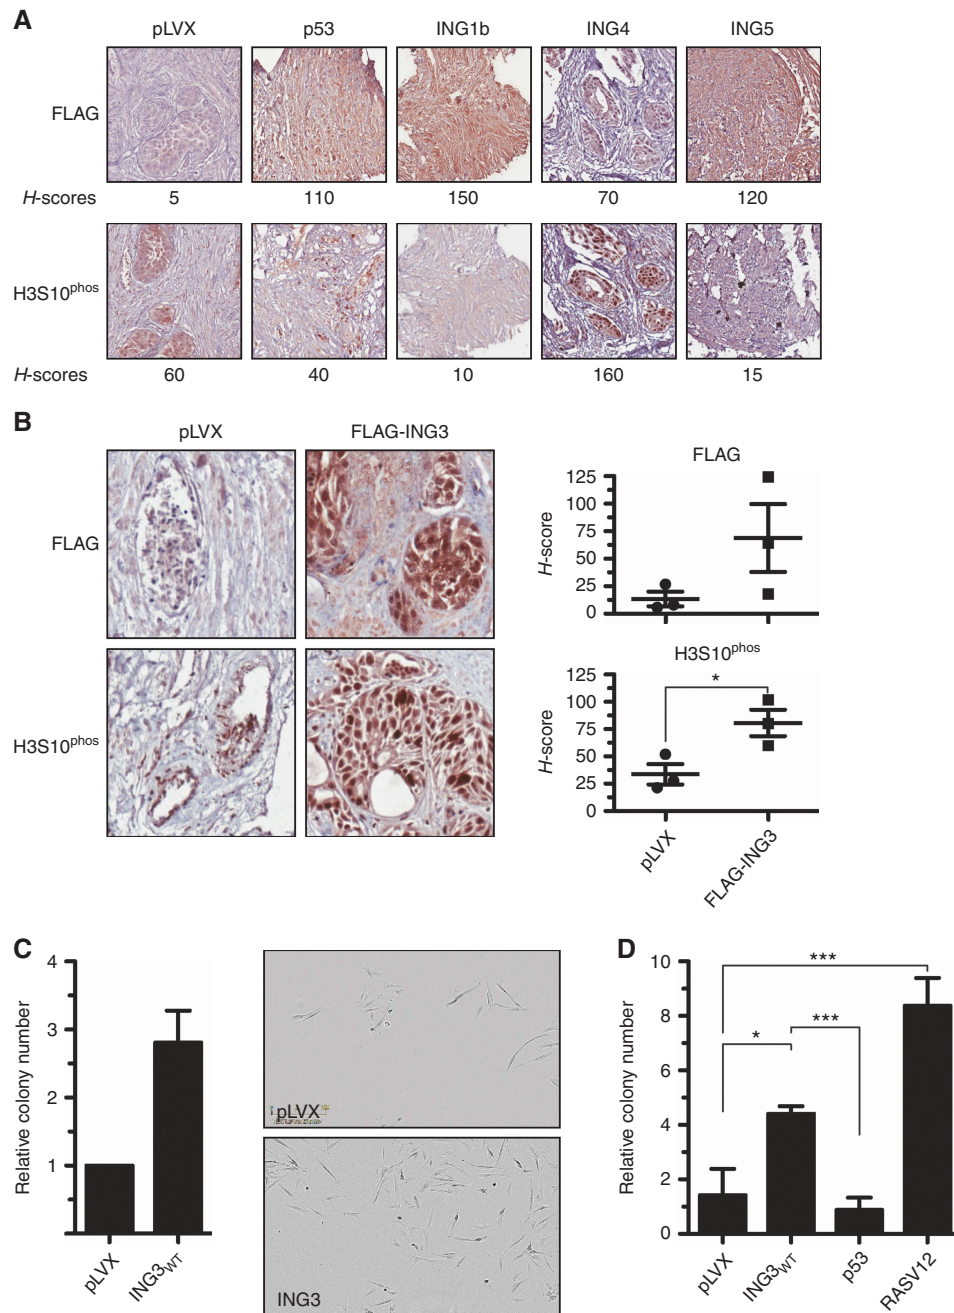 A
pLVX p53 ING1b ING4 ING5
FLAG
H-scores 5 110 150 70 120
H3S10phos
H-scores 60 40 10 160 15
B
pLVX FLAG-ING3
FLAG
H3S10phos
FLAG
H-score
125
100
75
50
25
0
H3S10phos
*
H-score
125
100
75
50
25
0
pLVX FLAG-ING3
C
Relative colony number
4
3
2
1
pLVX ING3WT
pLVX
ING3
D
Relative colony number
10
8
6
4
2
0
***
* ***
pLVX ING3WT p53 RASV12